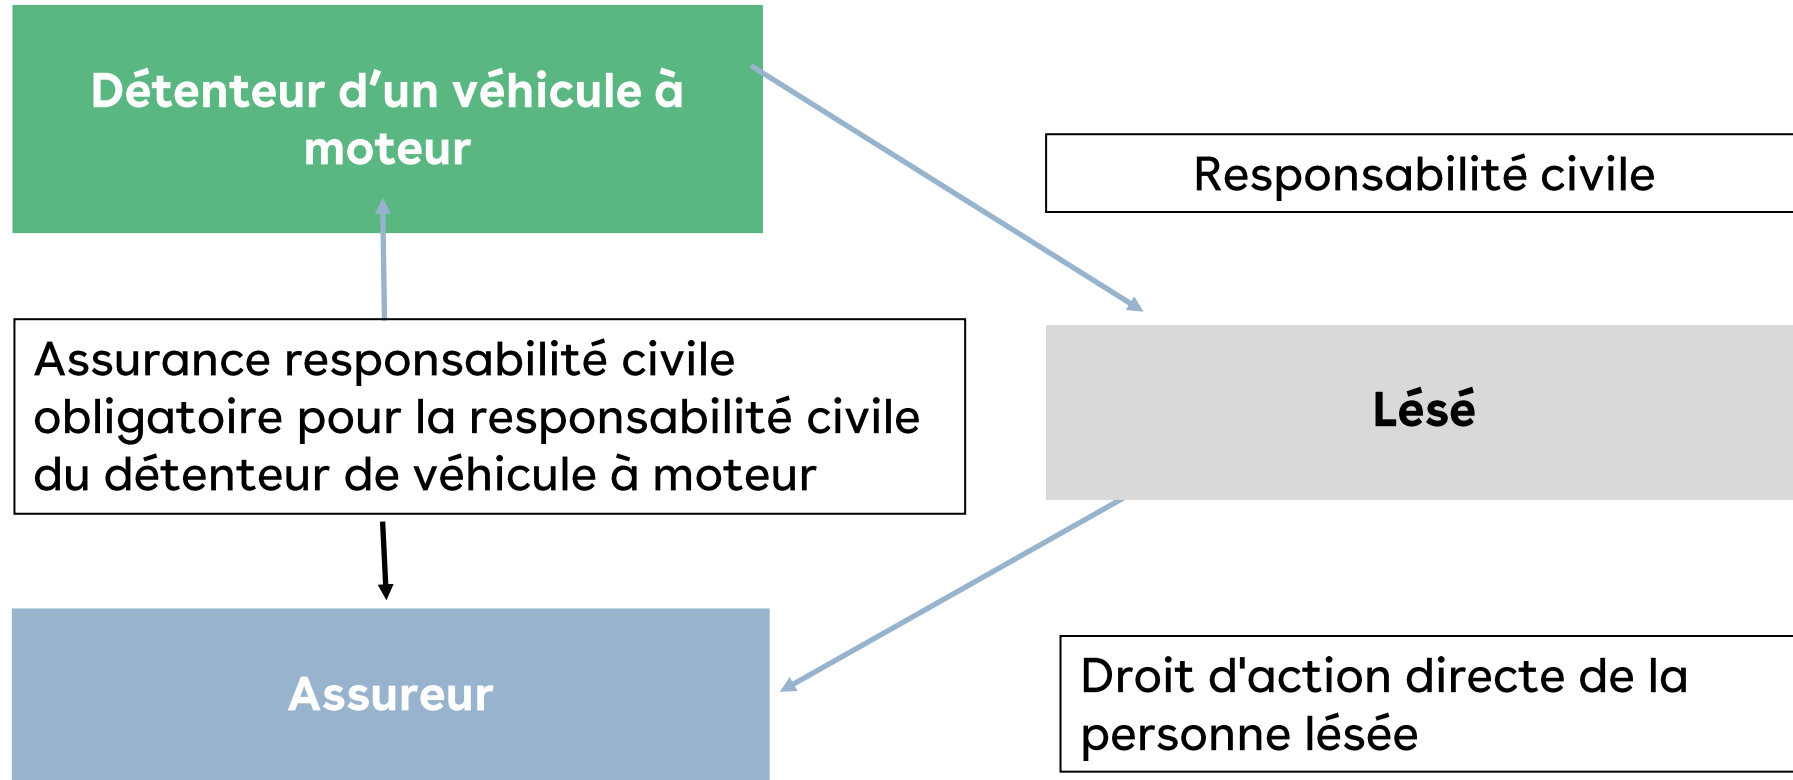 Détenteur d’un véhicule à
moteur
Responsabilité civile
Assurance responsabilité civile
obligatoire pour la responsabilité civile
du détenteur de véhicule à moteur
Lésé
Assureur
Droit d'action directe de la
personne lésée